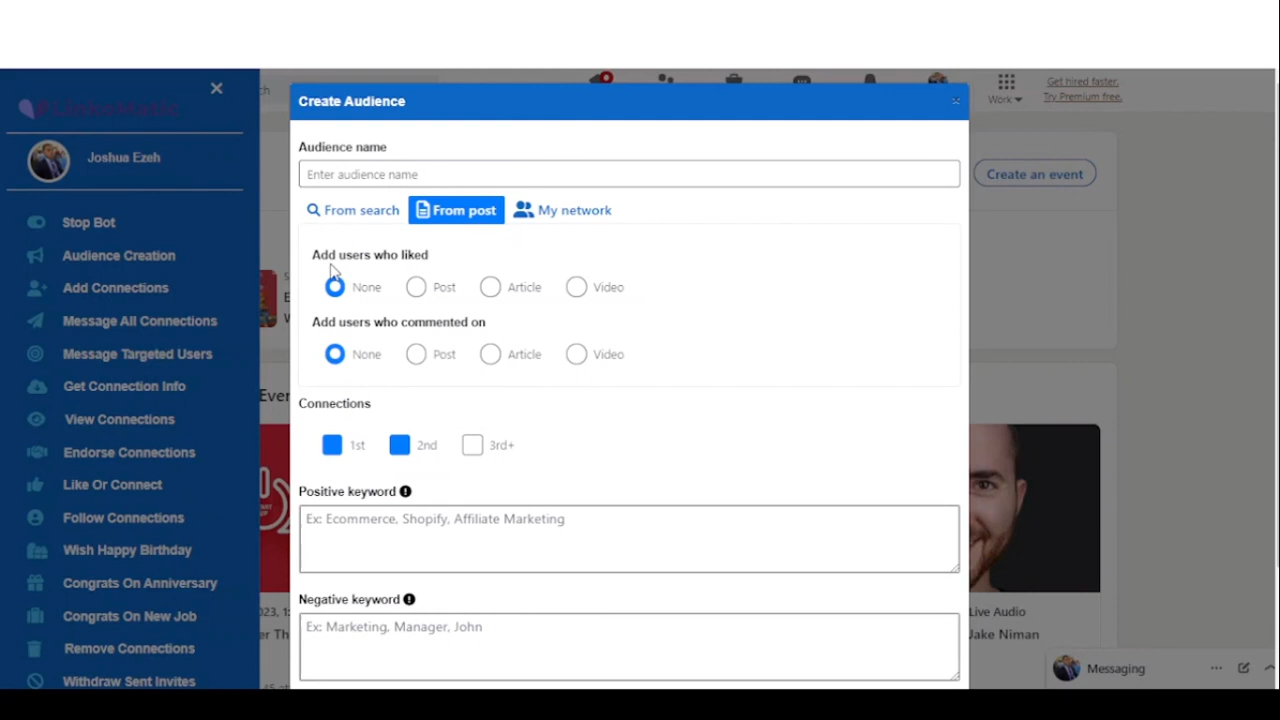 LinksMatic
Joshua Ezeh
Stop Bot
Audience Creation
Add Connections
Message All Connections
Message Targeted Users
Get Connection Info
View Connections
Endorse Connections
Like Or Connect
Follow Connections
Wish Happy Birthday
Congrats On Anniversary
Congrats On New Job
Remove Connections
Withdraw Sent Invites
Create Audience
Audience name
Enter audience name
From search From post My network
Add users who liked
None Post Article Video
Add users who commented on
None Post Article Video
Connections
1st 2nd 3rd+
Positive keyword
Ex: Ecommerce, Shopify, Affiliate Marketing
Negative keyword
Ex: Marketing, Manager, John
Work
Get hired faster.
Try Premium free.
Create an event
Live Audio
Jake Niman
Messaging